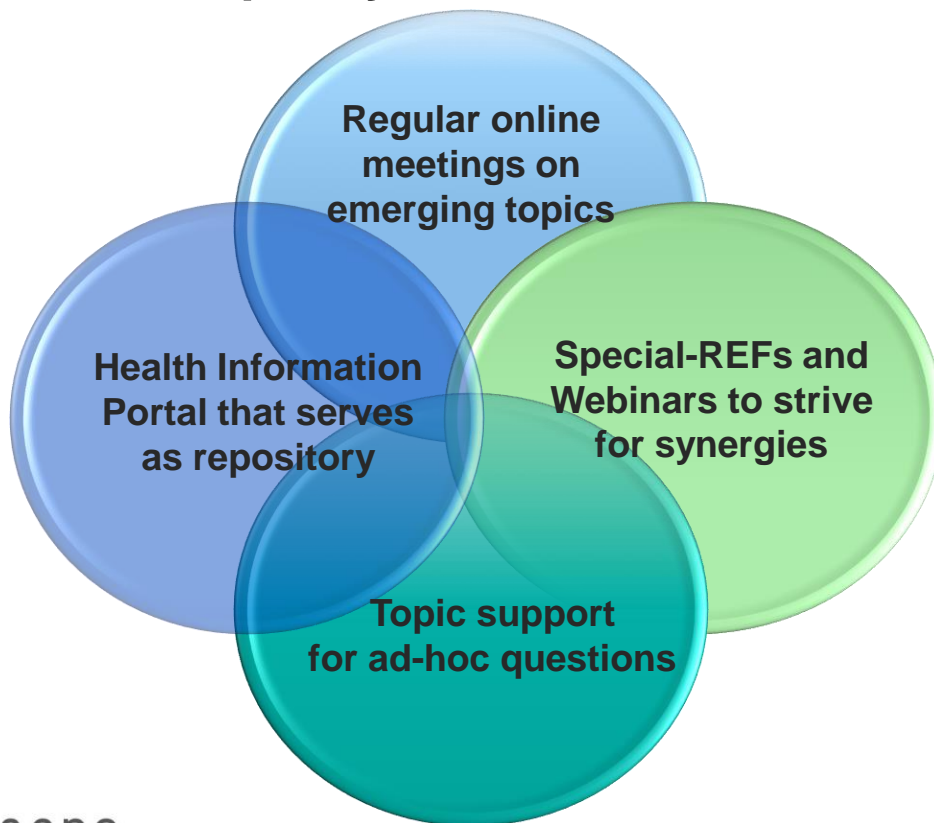 Regular online
meetings on
emerging topics
Health Information
Portal that serves
as repository
Special-REFs and
Webinars to strive
for synergies
Topic support
for ad-hoc questions